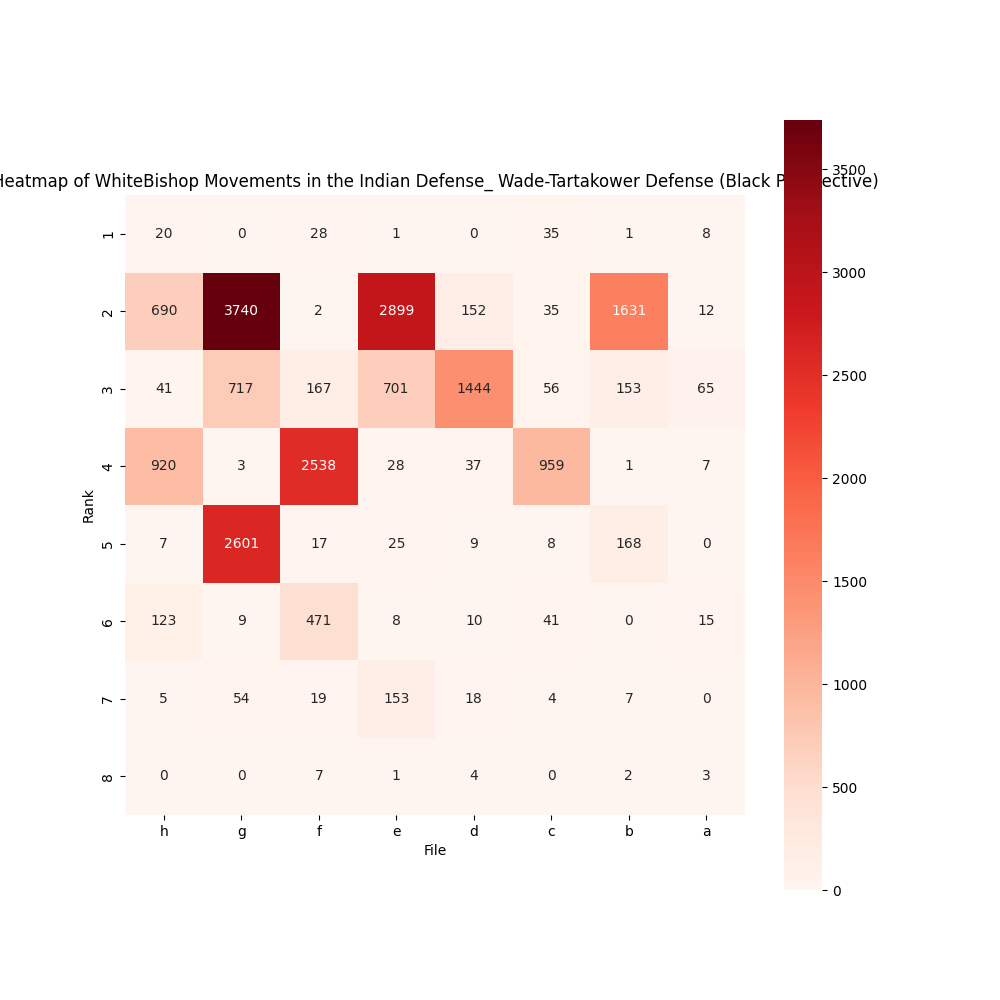 Heatmap of WhiteBishop Movements in the Indian Defense_ Wade-Tartakower Defense (Black P ective)
1 20 0 28 1 0 35 1 8
2 690 3740 2 2899 152 35 1631 12
3 41 717 167 701 1444 56 153 65
4 920 3 2538 28 37 959 1 7
5 7 2601 17 25 9 8 168 0
6 123 9 471 8 10 41 0 15
7 5 54 19 153 18 4 7 0
8 0 0 7 1 4 0 2 3
h g f e d c b a
File
Rank
3500
3000
2500
2000
1500
1000
500
0